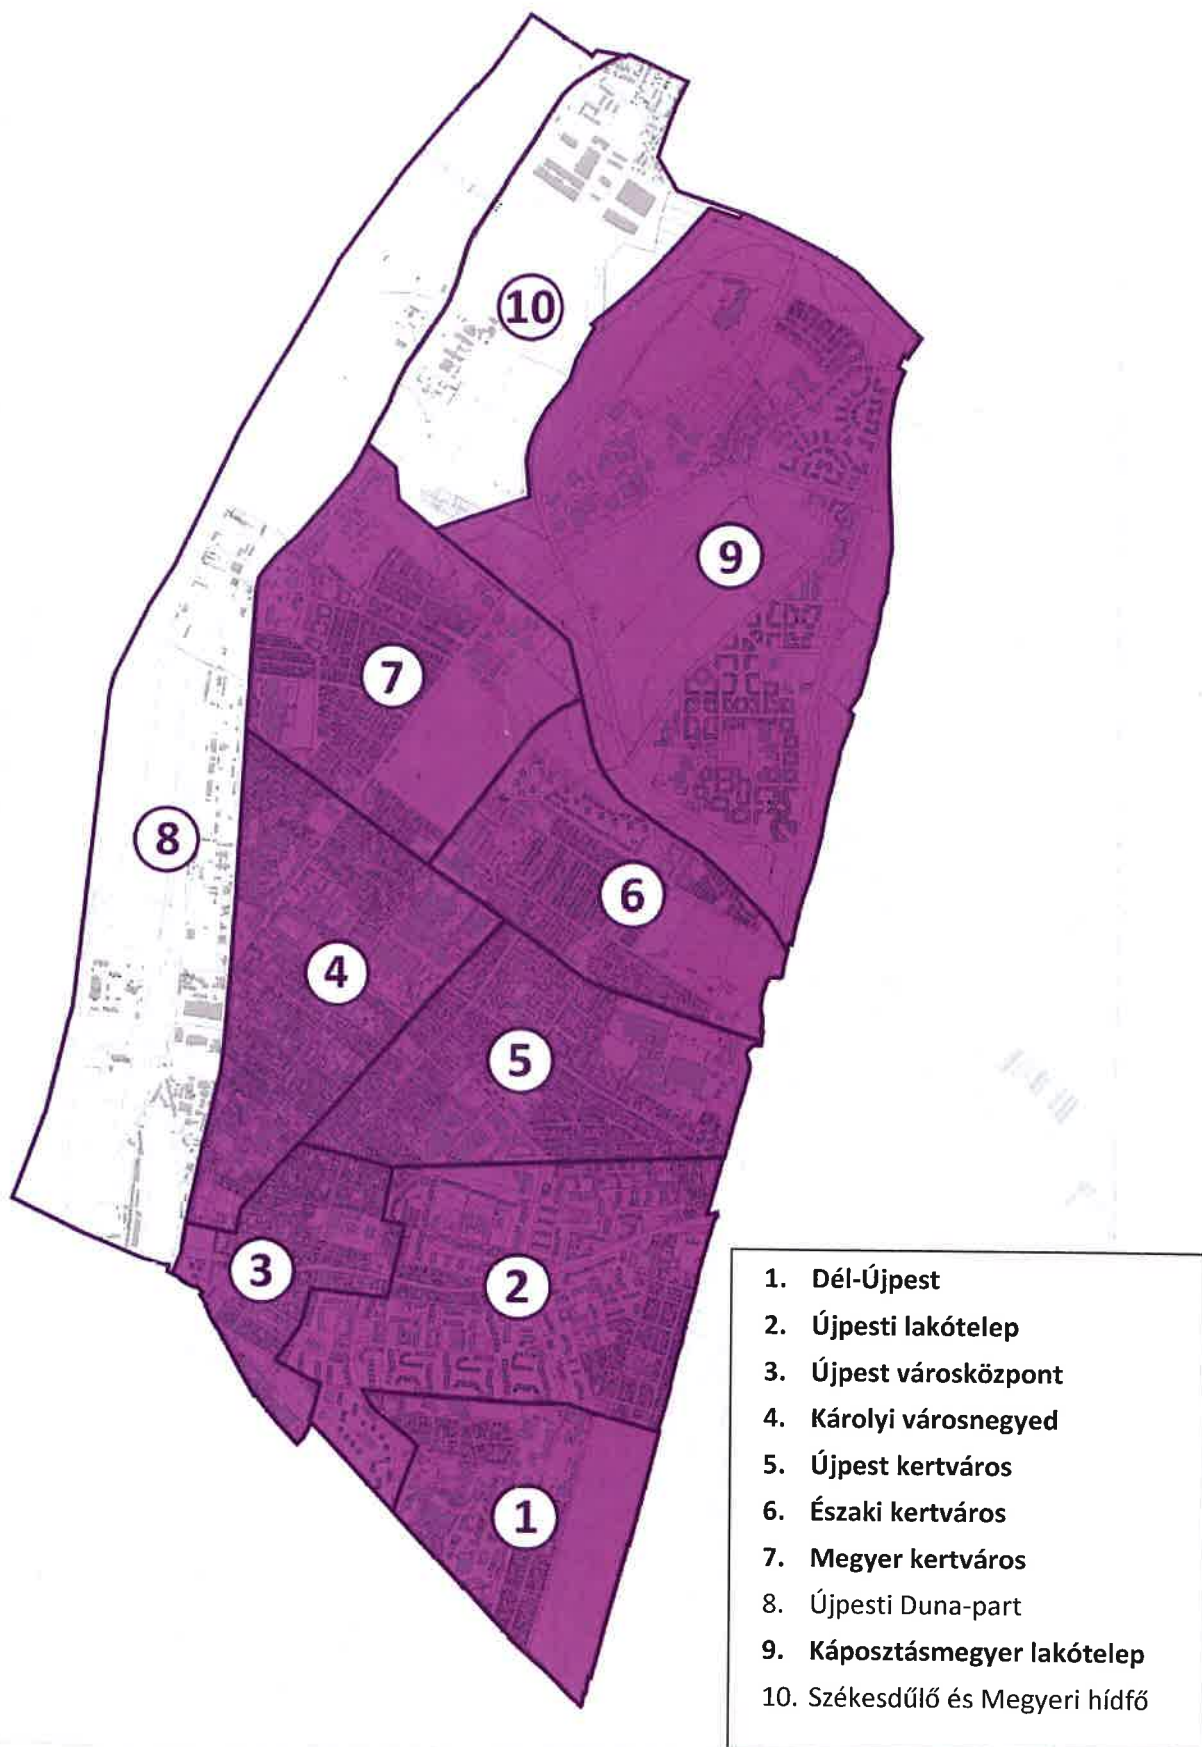 10
9
7
8
6
4
5
3
2
1
1. Dél-Újpest
2. Újpesti lakótelep
3. Újpest városközpont
4. Károlyi városnegyed
5. Újpest kertváros
6. Északi kertváros
7. Megyer kertváros
8. Újpesti Duna-part
9. Káposztásmegyer lakótelep
10. Székesdűlő és Megyeri hídfő